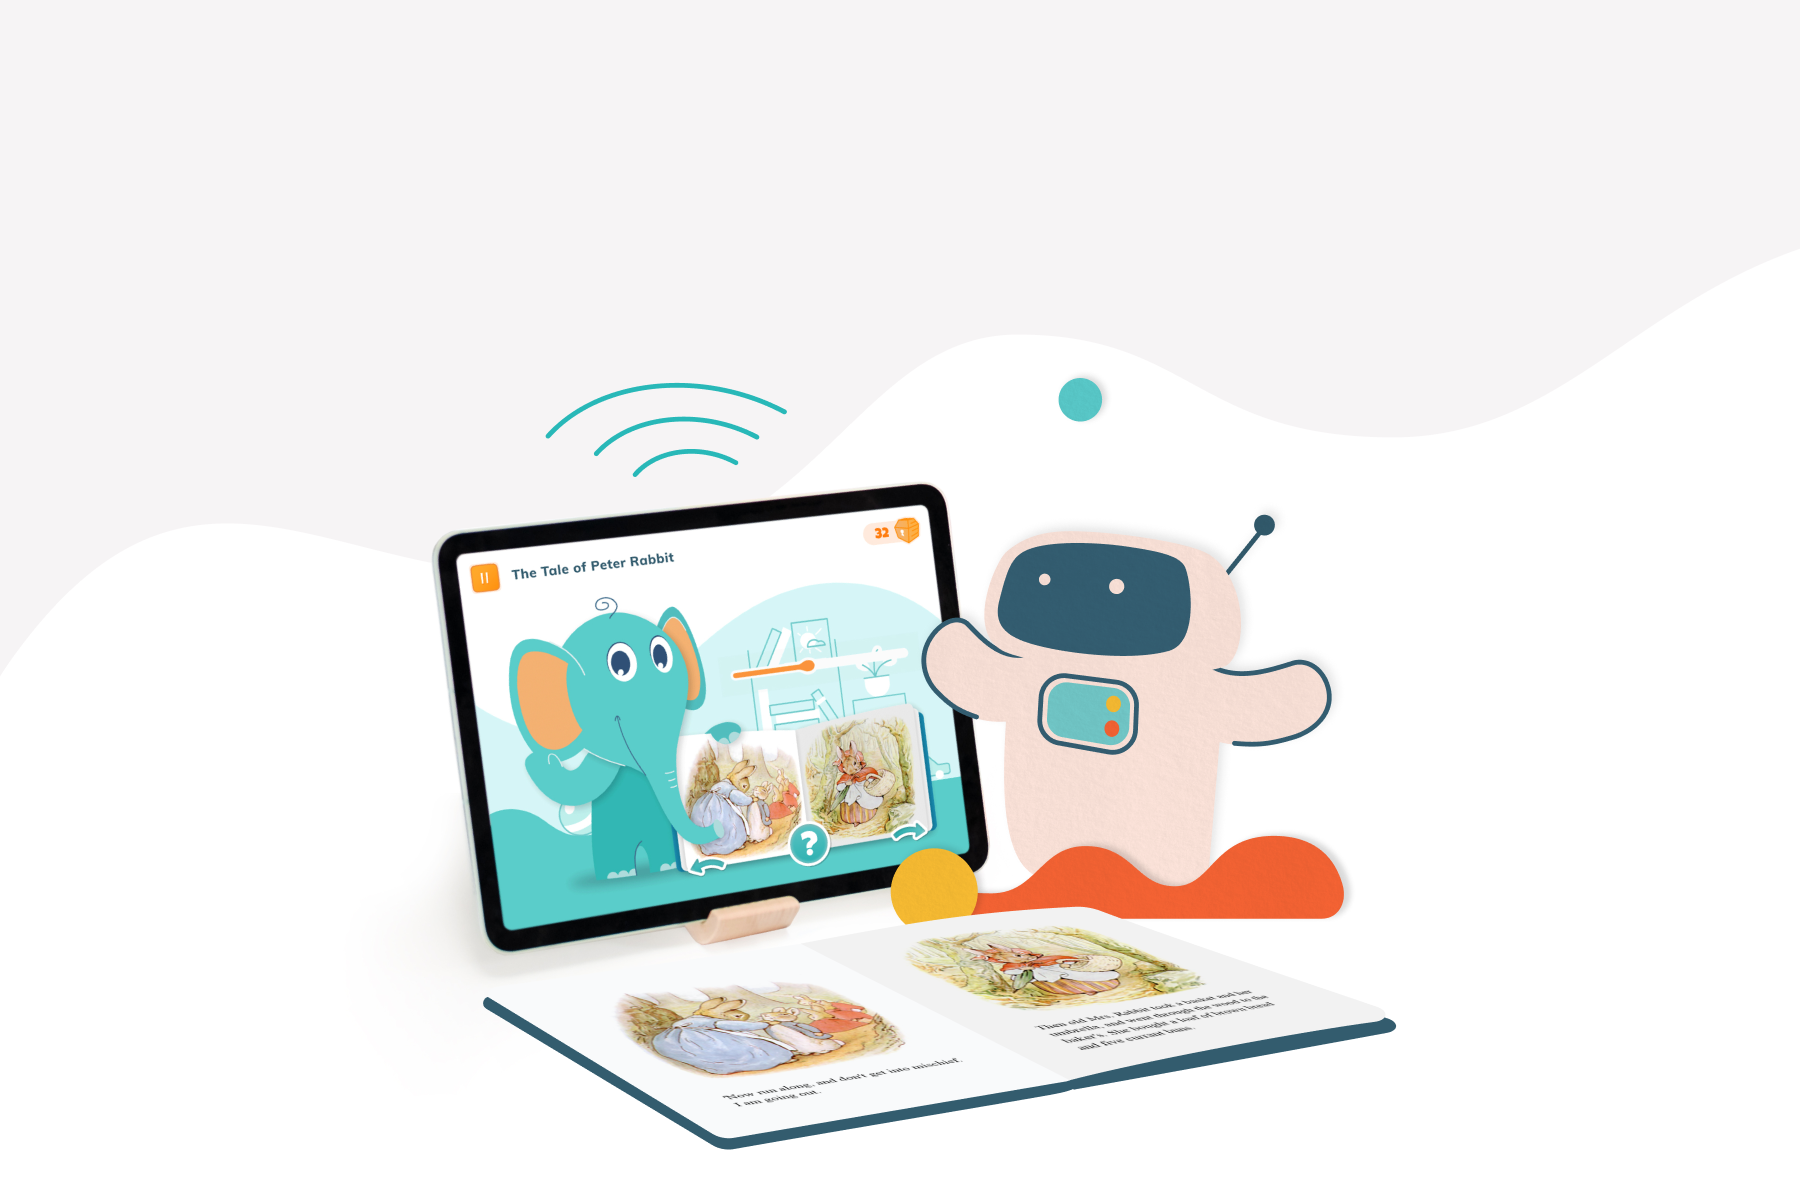 The Tale of Peter Rabbit
32
?
"Now run along, and don't get into mischief.
I am going out.
Then old Mrs. Rabbit took a basket and her
umbrella, and went through the wood to the
baker's. She bought a loaf of brown bread
and five currant buns.